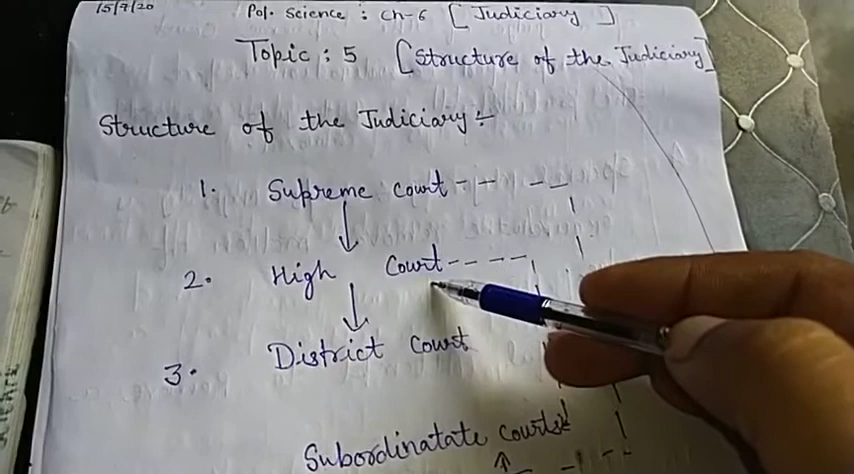 15/7/20 Pol. Science : Ch-6 [Judiciary]
Topic : 5 [Structure of the Judiciary]
Structure of the Judiciary :-
1. Supreme Court
2. High Court
3. District Court
Subordinatate Courts